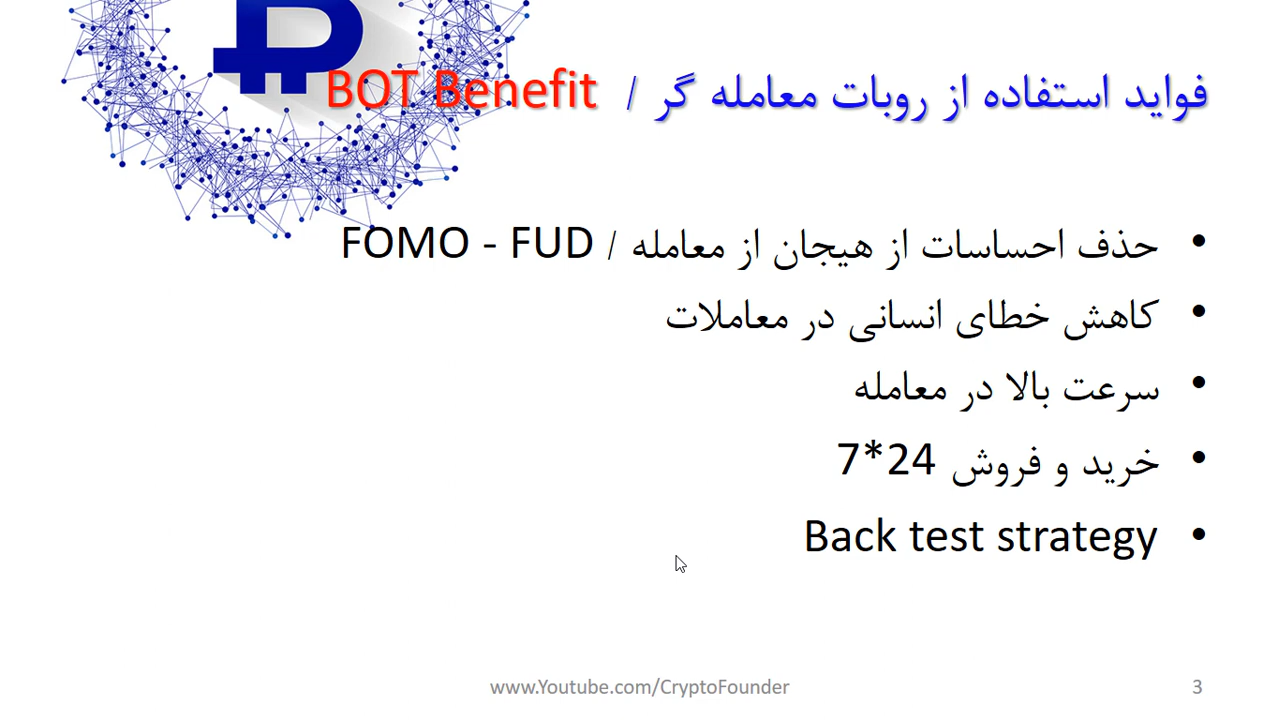 فواید استفاده از روبات معامله گر / BOT Benefit
• حذف احساسات از هیجان از معامله / FOMO - FUD
• کاهش خطای انسانی در معاملات
• سرعت بالا در معامله
• خرید و فروش 24*7
• Back test strategy
www.Youtube.com/CryptoFounder
3